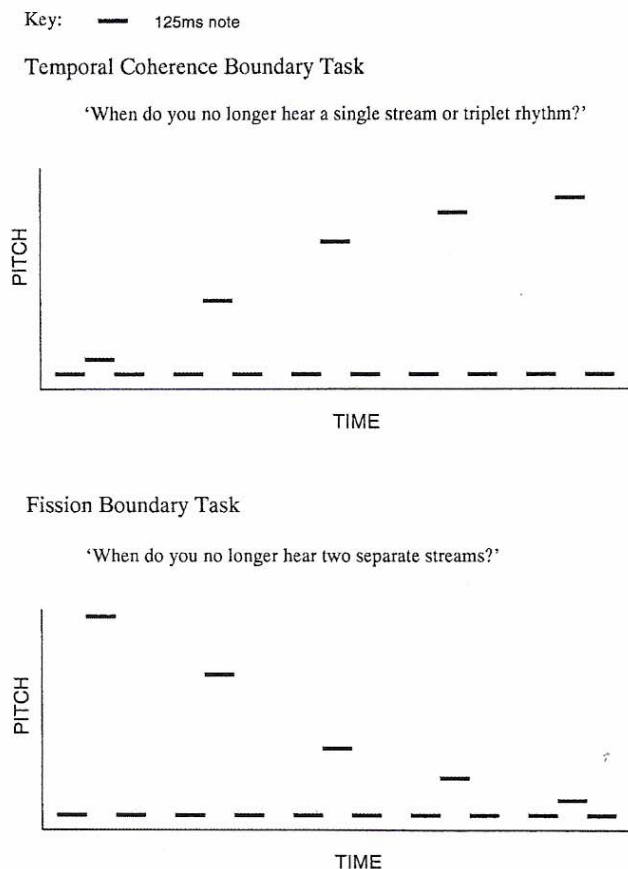 Key: 125ms note
Temporal Coherence Boundary Task
‘When do you no longer hear a single stream or triplet rhythm?’
PITCH
TIME
Fission Boundary Task
‘When do you no longer hear two separate streams?’
PITCH
TIME